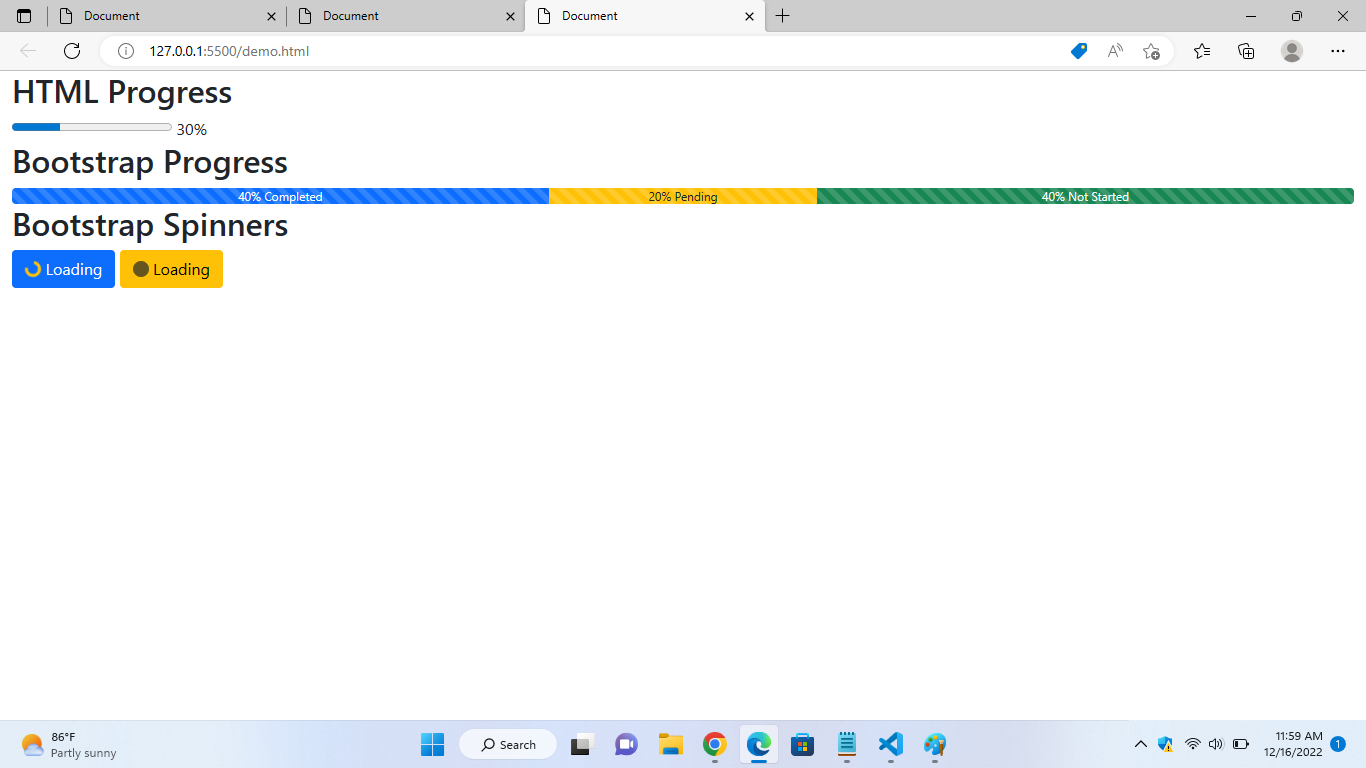 Document
Document
Document
127.0.0.1:5500/demo.html
HTML Progress
30%
Bootstrap Progress
40% Completed
20% Pending
40% Not Started
Bootstrap Spinners
Loading
Loading
86°F
Partly sunny
Search
11:59 AM
12/16/2022
1